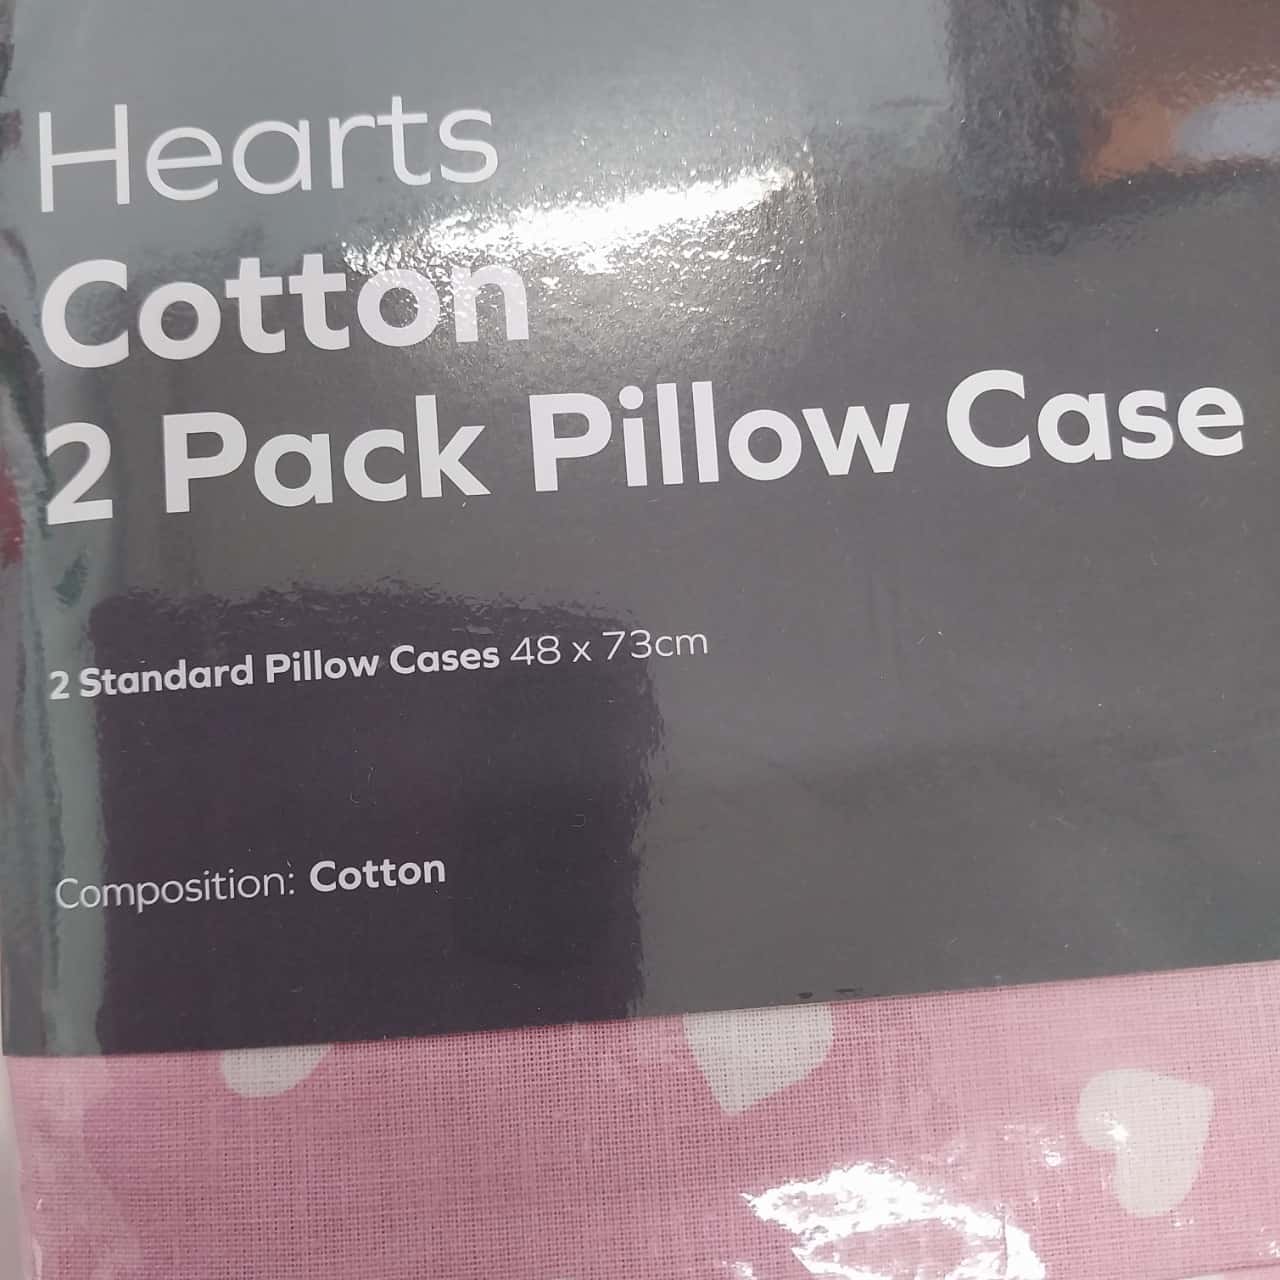 Hearts
Cotton
2 Pack Pillow Case
2 Standard Pillow Cases 48 x 73cm
Composition: Cotton